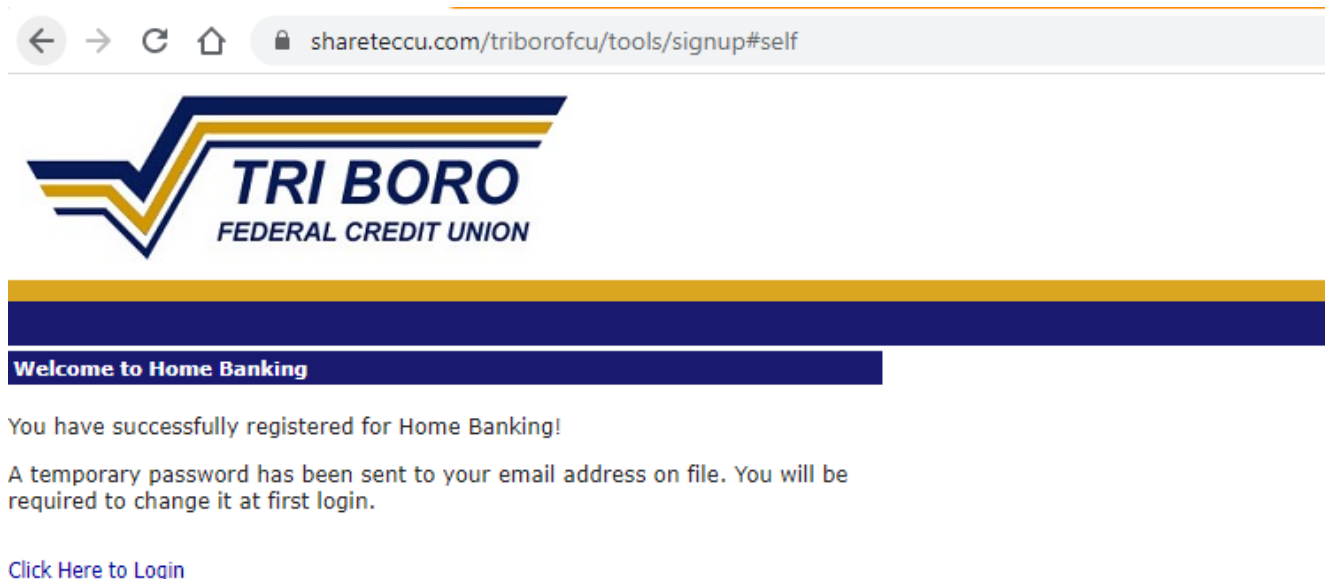 shareteccu.com/triborofcu/tools/signup#self
TRI BORO
FEDERAL CREDIT UNION
Welcome to Home Banking
You have successfully registered for Home Banking!
A temporary password has been sent to your email address on file. You will be
required to change it at first login.
Click Here to Login